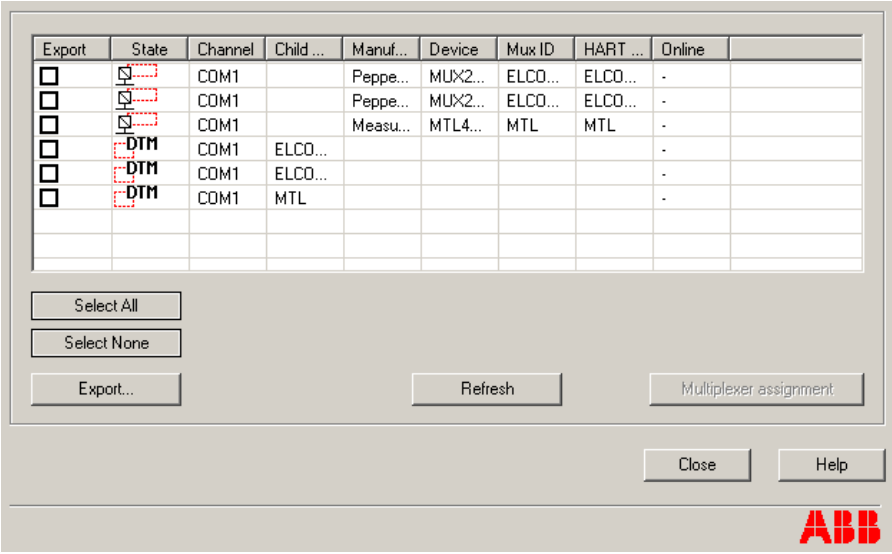 Export State Channel Child ... Manuf... Device Mux ID HART ... Online
COM1 Peppe... MUX2... ELCO... ELCO... -
COM1 Peppe... MUX2... ELCO... ELCO... -
COM1 Measu... MTL4... MTL MTL -
DTM COM1 ELCO... -
DTM COM1 ELCO... -
DTM COM1 MTL -
Select All
Select None
Export... Refresh Multiplexer assignment
Close Help
ABB